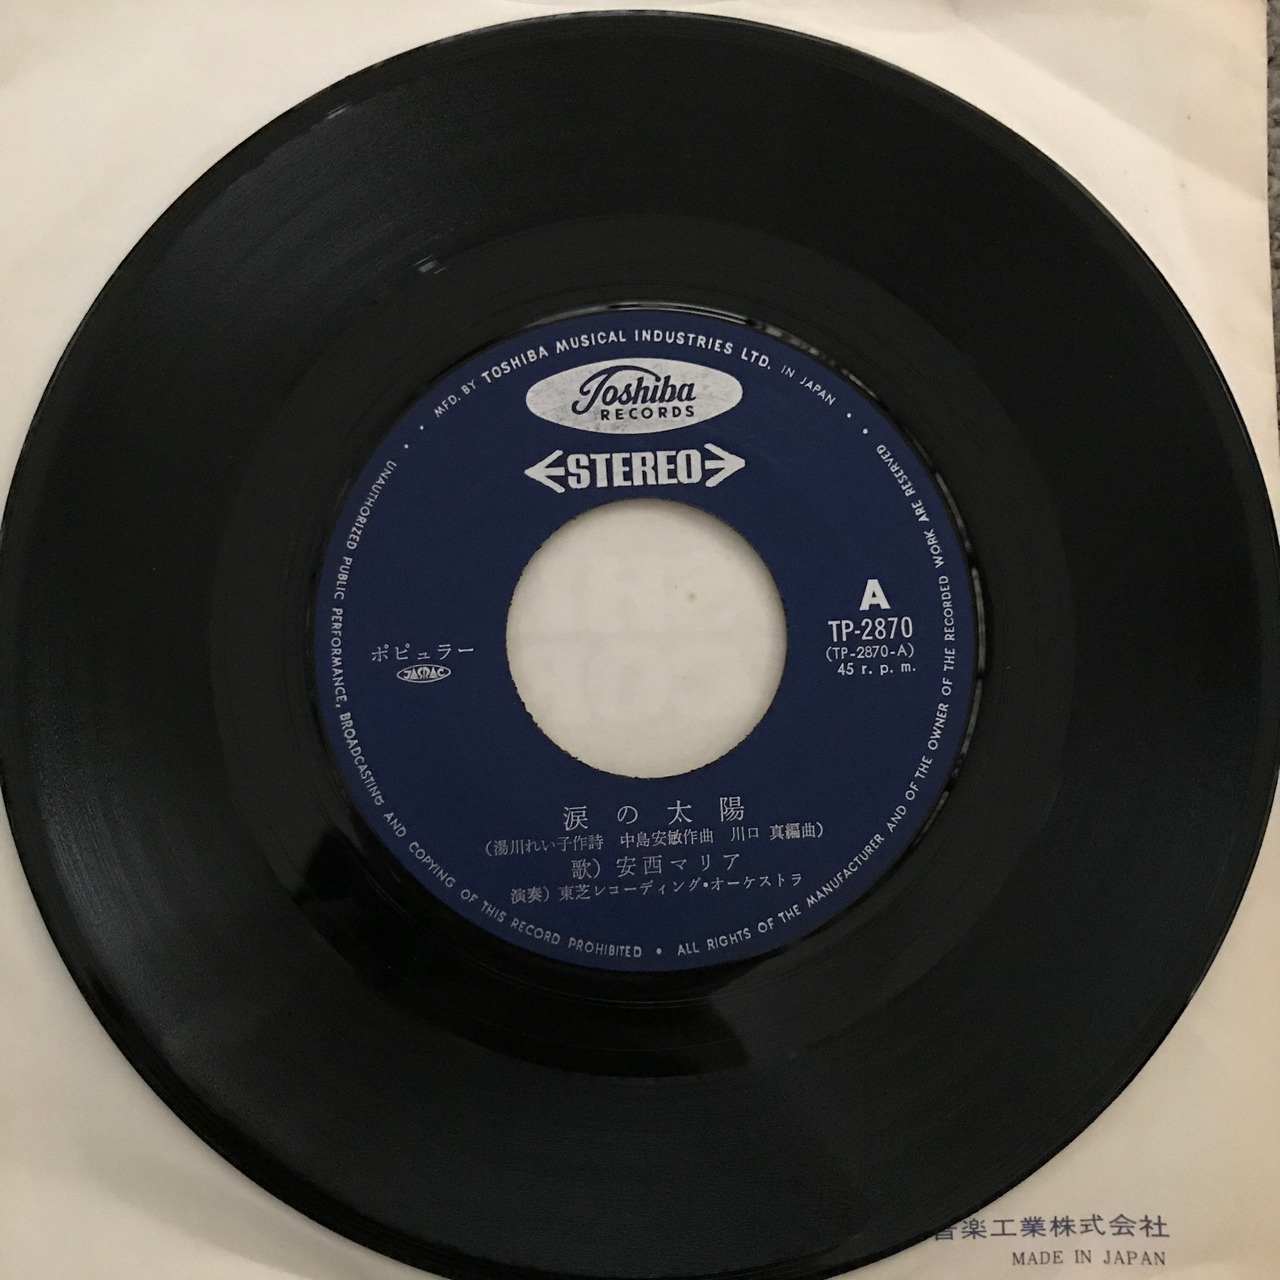 MFD. BY TOSHIBA MUSICAL INDUSTRIES LTD. IN JAPAN
Toshiba
RECORDS
STEREO
A
TP-2870
(TP-2870-A)
45 r. p. m.
ポピュラー
JASRAC
涙の太陽
(湯川れい子作詩 中島安敏作曲 川口 真編曲)
歌) 安西マリア
演奏) 東芝レコーディング・オーケストラ
UNAUTHORIZED PUBLIC PERFORMANCE, BROADCASTING AND COPYING OF THIS RECORD PROHIBITED • ALL RIGHTS OF THE MANUFACTURER AND OF THE OWNER OF THE RECORDED WORK ARE RESERVED
音楽工業株式会社
MADE IN JAPAN